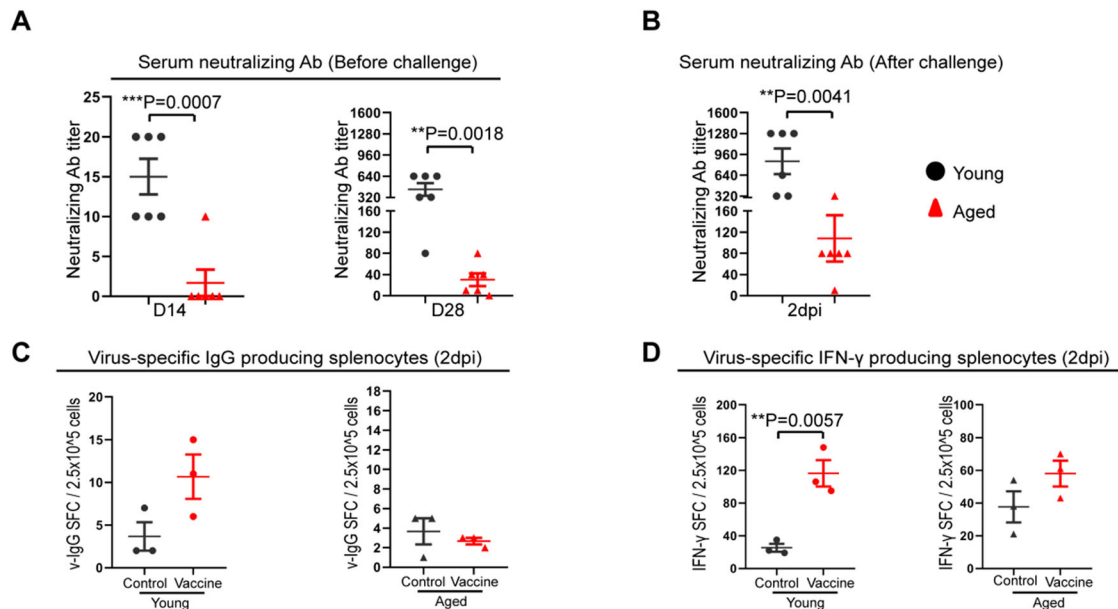 A
Serum neutralizing Ab (Before challenge)
Neutralizing Ab titer
25
20
15
10
5
0
***P=0.0007
D14
Neutralizing Ab titer
1600
1280
960
640
320
160
120
80
40
0
**P=0.0018
D28
B
Serum neutralizing Ab (After challenge)
Neutralizing Ab tiiter
1600
1280
960
640
320
160
120
80
40
0
**P=0.0041
2dpi
Young
Aged
C
Virus-specific IgG producing splenocytes (2dpi)
v-IgG SFC / 2.5x10^5 cells
20
15
10
5
0
Control Vaccine
Young
v-IgG SFC / 2.5x10^5 cells
18
16
14
12
10
8
6
4
2
0
Control Vaccine
Aged
D
Virus-specific IFN-γ producing splenocytes (2dpi)
IFN-γ SFC / 2.5x10^5 cells
200
160
120
80
40
0
**P=0.0057
Control Vaccine
Young
IFN-γ SFC / 2.5x10^5 cells
100
80
60
40
20
0
Control Vaccine
Aged